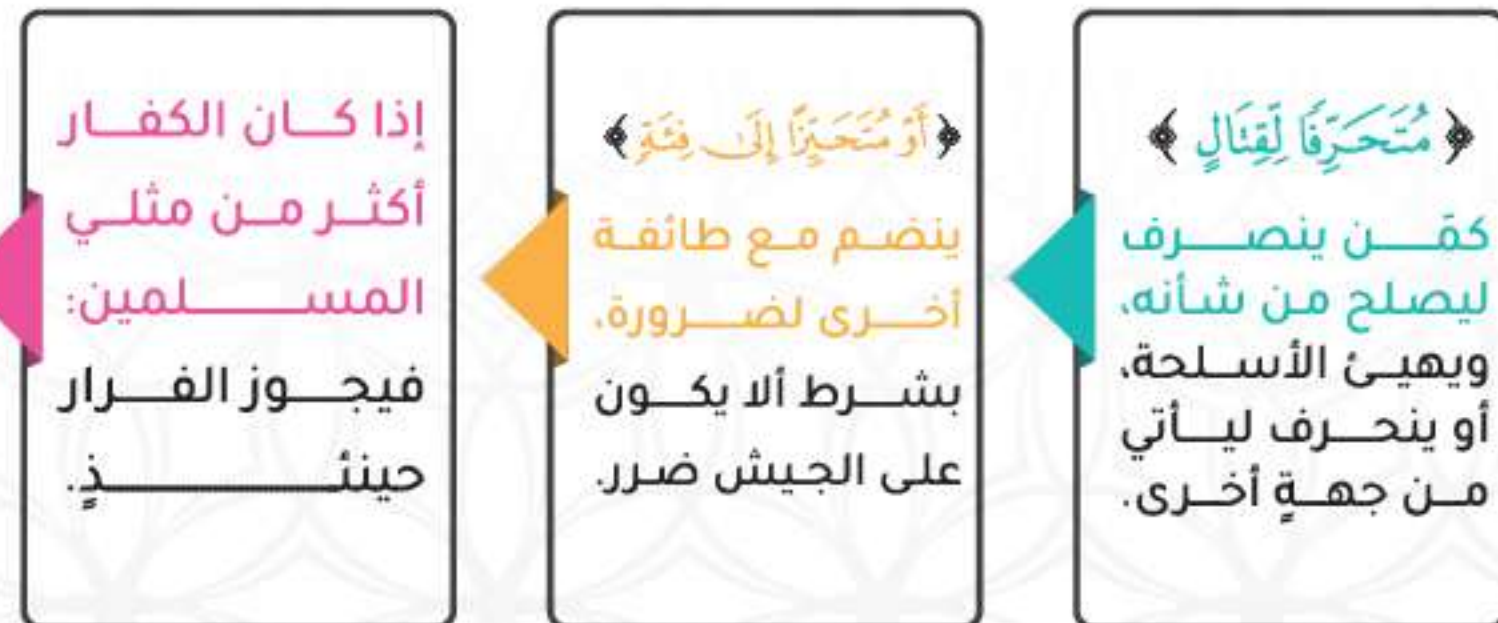 ﴿ مُتَحَرِّفًا لِّقِتَالٍ ﴾
كمَن ينصرف
ليصلح من شأنه،
ويهيئ الأسلحة،
أو ينحرف ليأتي
من جهةٍ أخرى.
﴿ أَوْ مُتَحَيِّزًا إِلَىٰ فِئَةٍ ﴾
ينضم مع طائفة
أخرى لضرورة،
بشرط ألا يكون
على الجيش ضرر.
إذا كان الكفار
أكثر من مثلي
المسلمين:
فيجوز الفرار
حينئذٍ.